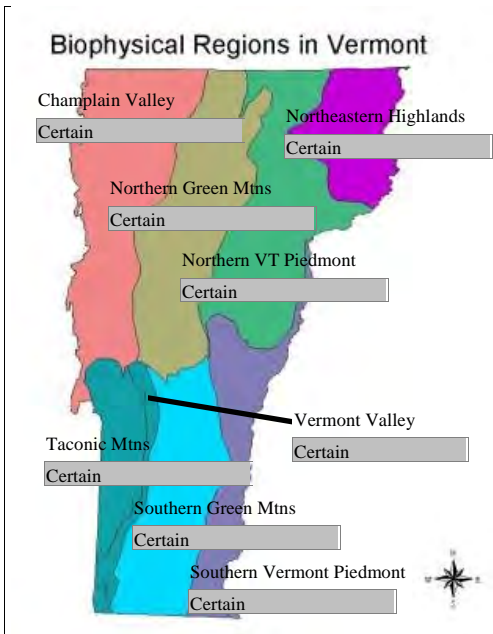 Biophysical Regions in Vermont
Champlain Valley
Certain
Northeastern Highlands
Certain
Northern Green Mtns
Certain
Northern VT Piedmont
Certain
Vermont Valley
Certain
Taconic Mtns
Certain
Southern Green Mtns
Certain
Southern Vermont Piedmont
Certain